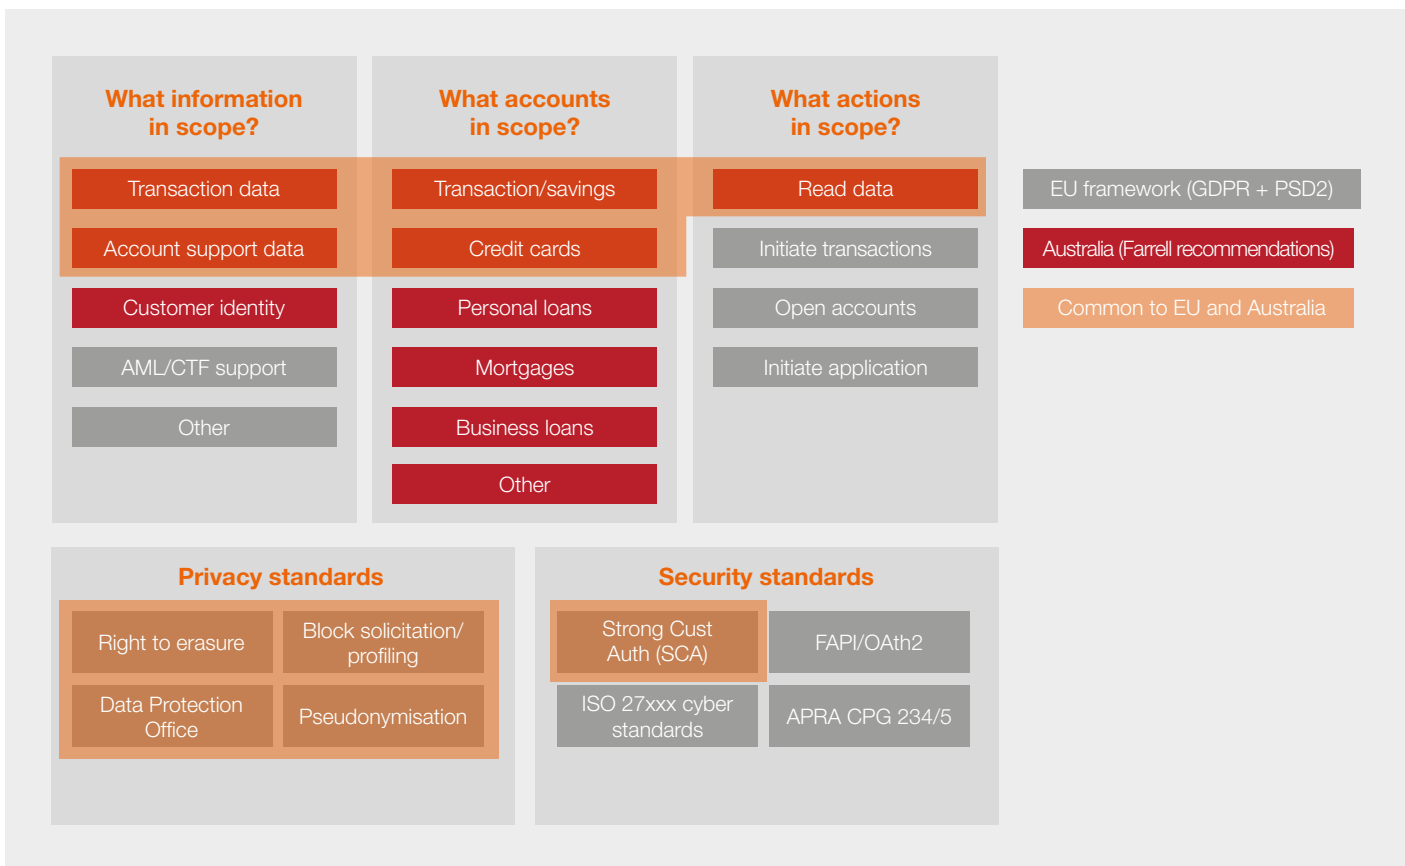 What information
in scope?
Transaction data
Account support data
Customer identity
AML/CTF support
Other
What accounts
in scope?
Transaction/savings
Credit cards
Personal loans
Mortgages
Business loans
Other
What actions
in scope?
Read data
Initiate transactions
Open accounts
Initiate application
EU framework (GDPR + PSD2)
Australia (Farrell recommendations)
Common to EU and Australia
Privacy standards
Right to erasure
Block solicitation/
profiling
Data Protection
Office
Pseudonymisation
Security standards
Strong Cust
Auth (SCA)
FAPI/OAth2
ISO 27xxx cyber
standards
APRA CPG 234/5